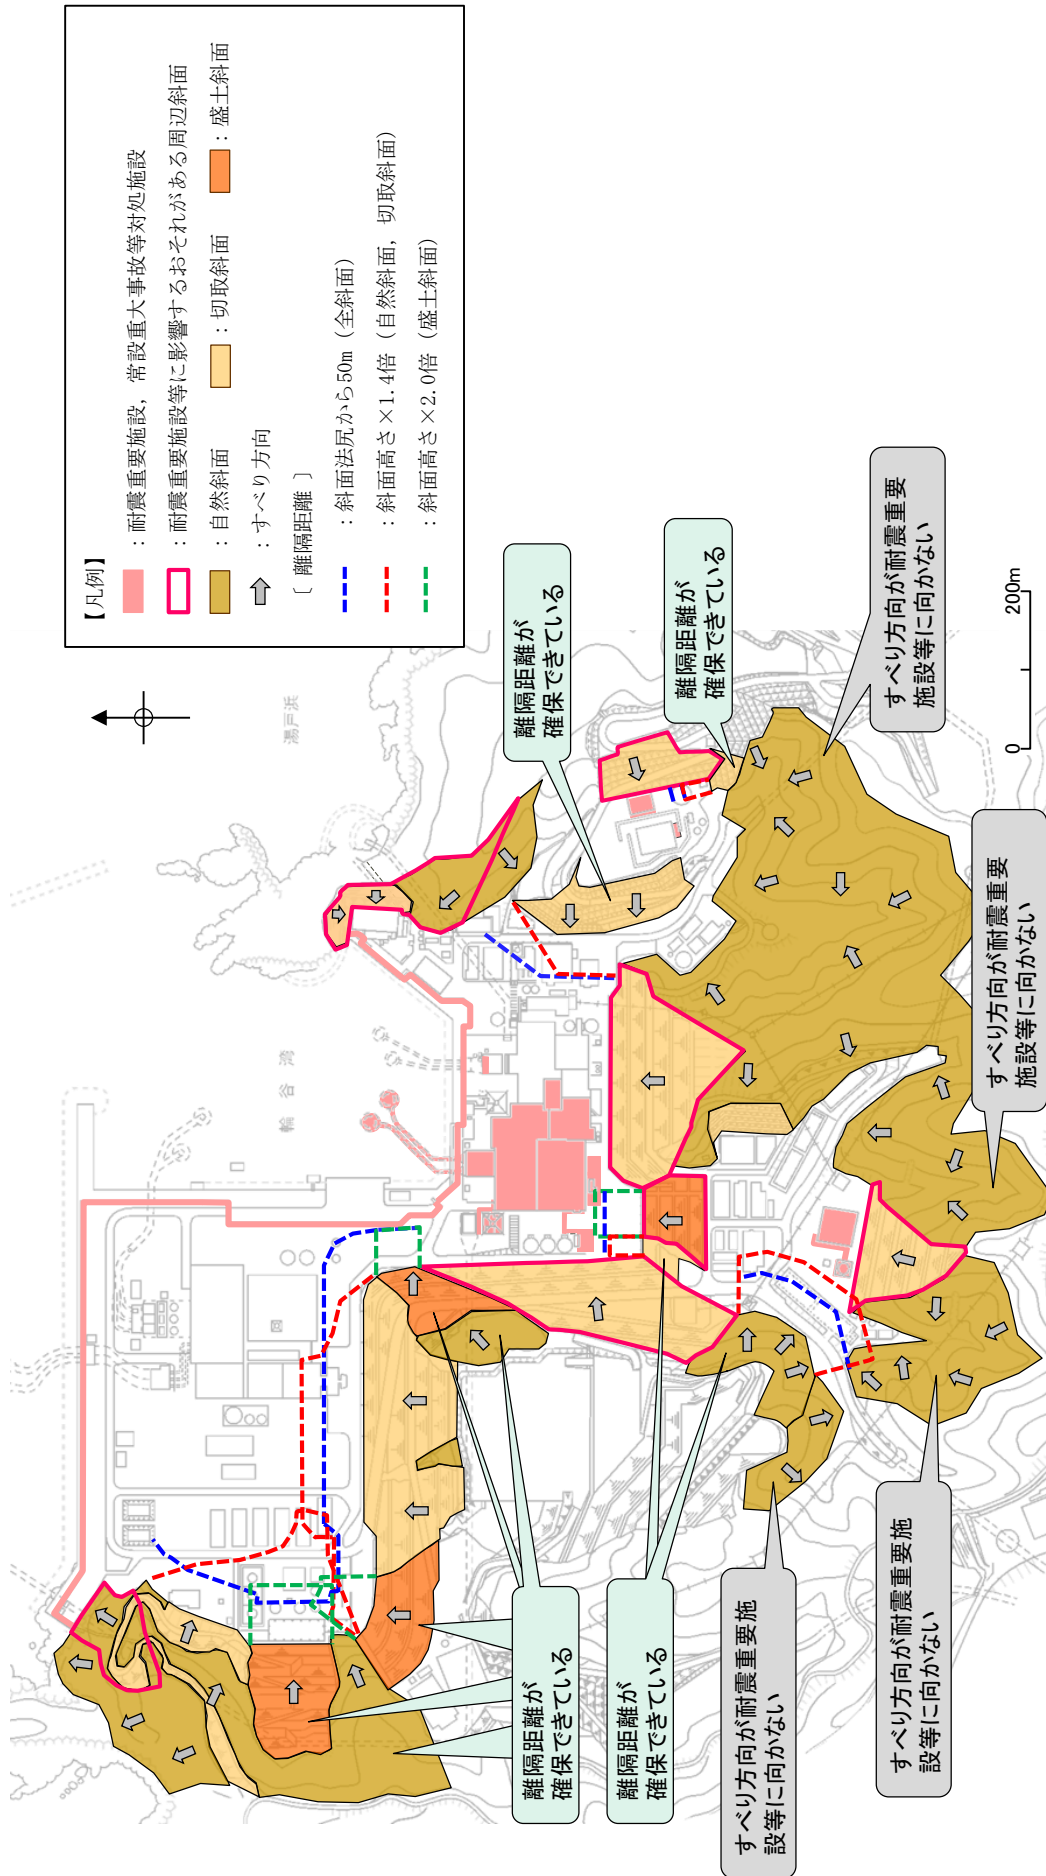 【凡例】
：耐震重要施設，常設重大事故等対処施設
：耐震重要施設等に影響するおそれがある周辺斜面
：自然斜面
：切取斜面
：盛土斜面
：すべり方向
〔 離隔距離 〕
：斜面法尻から50m（全斜面）
：斜面高さ×1.4倍（自然斜面，切取斜面）
：斜面高さ×2.0倍（盛土斜面）
湯戸浜
輪谷湾
離隔距離が
確保できている
離隔距離が
確保できている
すべり方向が耐震重要
施設等に向かない
0
200m
すべり方向が耐震重要
施設等に向かない
離隔距離が
確保できている
離隔距離が
確保できている
すべり方向が耐震重要施
設等に向かない
すべり方向が耐震重要施
設等に向かない